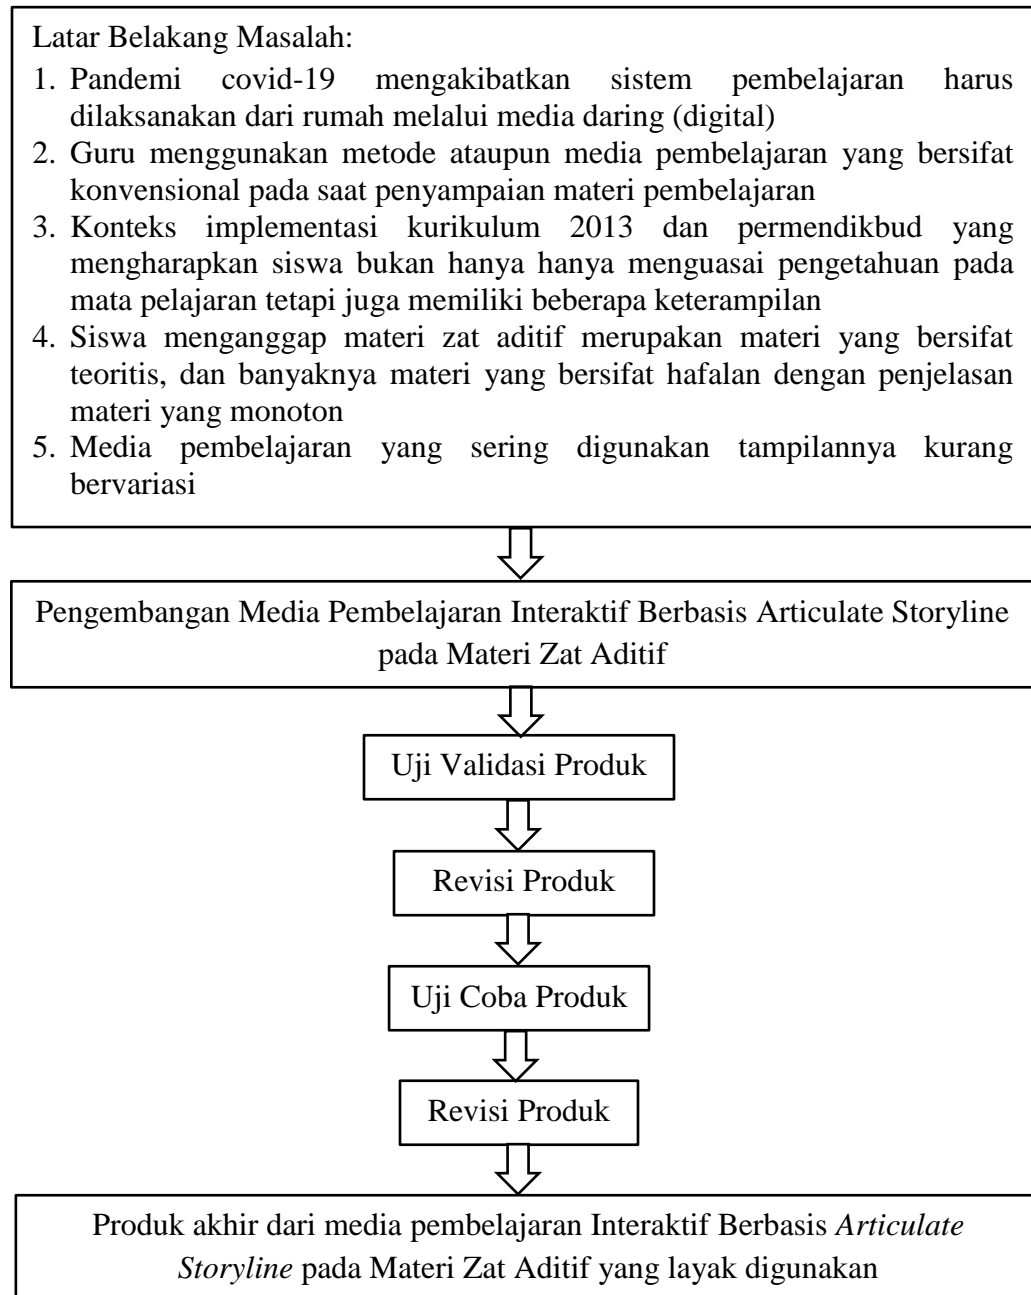 Latar Belakang Masalah:
1. Pandemi covid-19 mengakibatkan sistem pembelajaran harus
dilaksanakan dari rumah melalui media daring (digital)
2. Guru menggunakan metode ataupun media pembelajaran yang bersifat
konvensional pada saat penyampaian materi pembelajaran
3. Konteks implementasi kurikulum 2013 dan permendikbud yang
mengharapkan siswa bukan hanya hanya menguasai pengetahuan pada
mata pelajaran tetapi juga memiliki beberapa keterampilan
4. Siswa menganggap materi zat aditif merupakan materi yang bersifat
teoritis, dan banyaknya materi yang bersifat hafalan dengan penjelasan
materi yang monoton
5. Media pembelajaran yang sering digunakan tampilannya kurang
bervariasi
Pengembangan Media Pembelajaran Interaktif Berbasis Articulate Storyline
pada Materi Zat Aditif
Uji Validasi Produk
Revisi Produk
Uji Coba Produk
Revisi Produk
Produk akhir dari media pembelajaran Interaktif Berbasis Articulate
Storyline pada Materi Zat Aditif yang layak digunakan